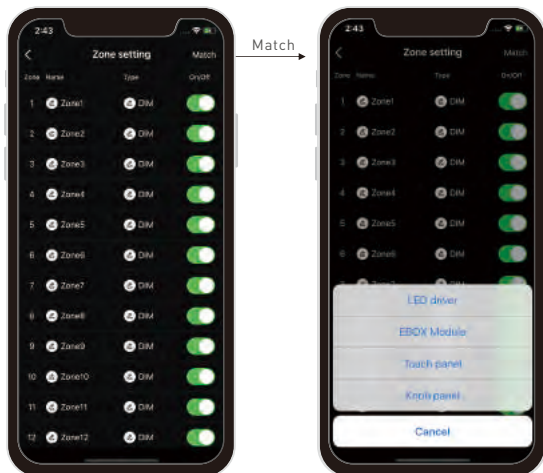 2:43
Zone setting
Match
Zone Name Type On/Off
1 Zone1 DIM
2 Zone2 DIM
3 Zone3 DIM
4 Zone4 DIM
5 Zone5 DIM
6 Zone6 DIM
7 Zone7 DIM
8 Zone8 DIM
9 Zone9 DIM
10 Zone10 DIM
11 Zone11 DIM
12 Zone12 DIM
Match
2:43
Zone setting
Match
Zone Name Type On/Off
1 Zone1 DIM
2 Zone2 DIM
3 Zone3 DIM
4 Zone4 DIM
5 Zone5 DIM
6 Zone6 DIM
LED driver
EBOX Module
Touch panel
Knob panel
Cancel